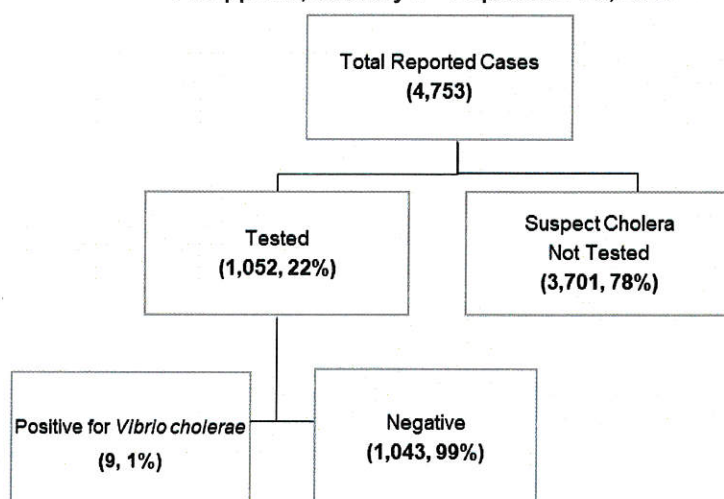 Total Reported Cases
(4,753)
Tested
(1,052, 22%)
Suspect Cholera
Not Tested
(3,701, 78%)
Positive for Vibrio cholerae
(9, 1%)
Negative
(1,043, 99%)